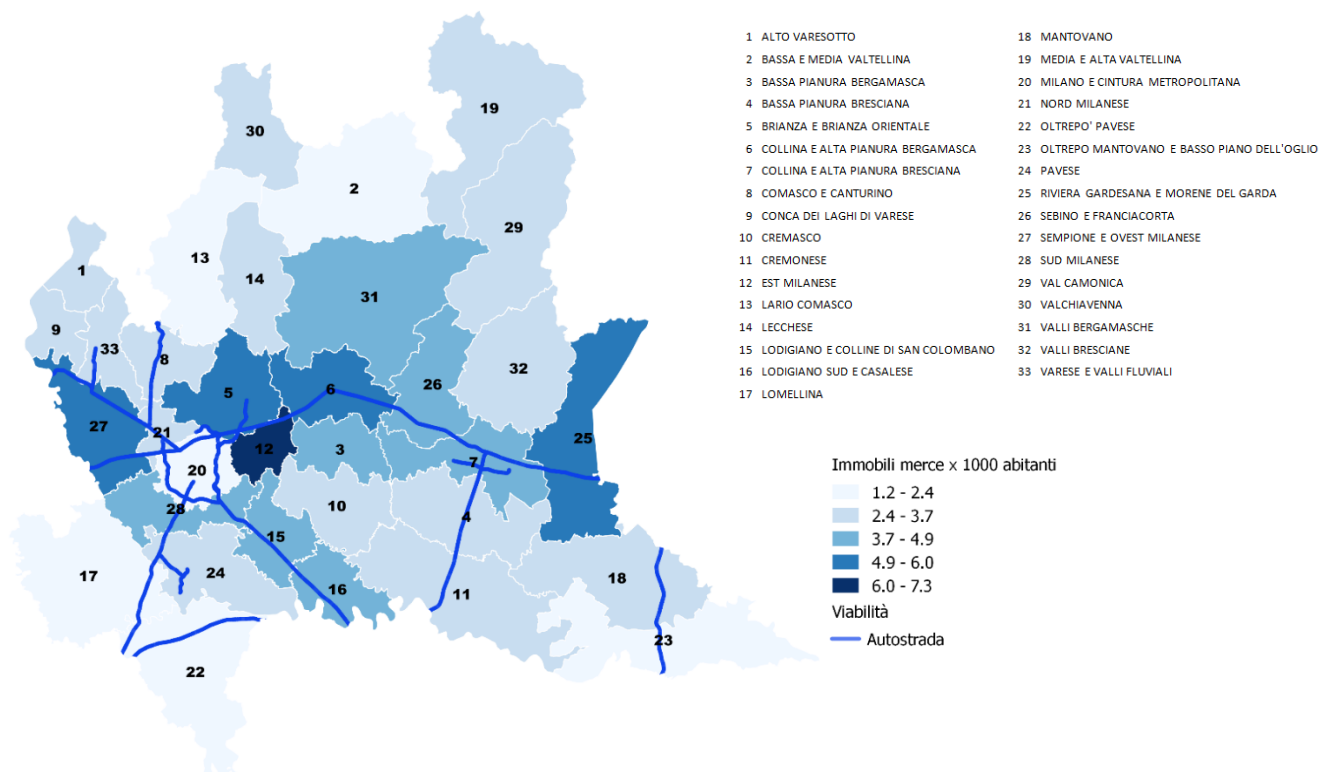 1 ALTO VARESOTTO
2 BASSA E MEDIA VALTELLINA
3 BASSA PIANURA BERGAMASCA
4 BASSA PIANURA BRESCIANA
5 BRIANZA E BRIANZA ORIENTALE
6 COLLINA E ALTA PIANURA BERGAMASCA
7 COLLINA E ALTA PIANURA BRESCIANA
8 COMASCO E CANTURINO
9 CONCA DEI LAGHI DI VARESE
10 CREMASCO
11 CREMONESE
12 EST MILANESE
13 LARIO COMASCO
14 LECCHESE
15 LODIGIANO E COLLINE DI SAN COLOMBANO
16 LODIGIANO SUD E CASALESE
17 LOMELLINA
18 MANTOVANO
19 MEDIA E ALTA VALTELLINA
20 MILANO E CINTURA METROPOLITANA
21 NORD MILANESE
22 OLTREPO' PAVESE
23 OLTREPO MANTOVANO E BASSO PIANO DELL'OGLIO
24 PAVESE
25 RIVIERA GARDESANA E MORENE DEL GARDA
26 SEBINO E FRANCIACORTA
27 SEMPIONE E OVEST MILANESE
28 SUD MILANESE
29 VAL CAMONICA
30 VALCHIAVENNA
31 VALLI BERGAMASCHE
32 VALLI BRESCIANE
33 VARESE E VALLI FLUVIALI
19
30
2
29
13
1
14
31
9
33
8
32
5
6
26
27
25
21
12
3
7
20
10
28
4
15
24
17
16
11
18
23
22
Immobili merce x 1000 abitanti
1.2 - 2.4
2.4 - 3.7
3.7 - 4.9
4.9 - 6.0
6.0 - 7.3
Viabilità
Autostrada